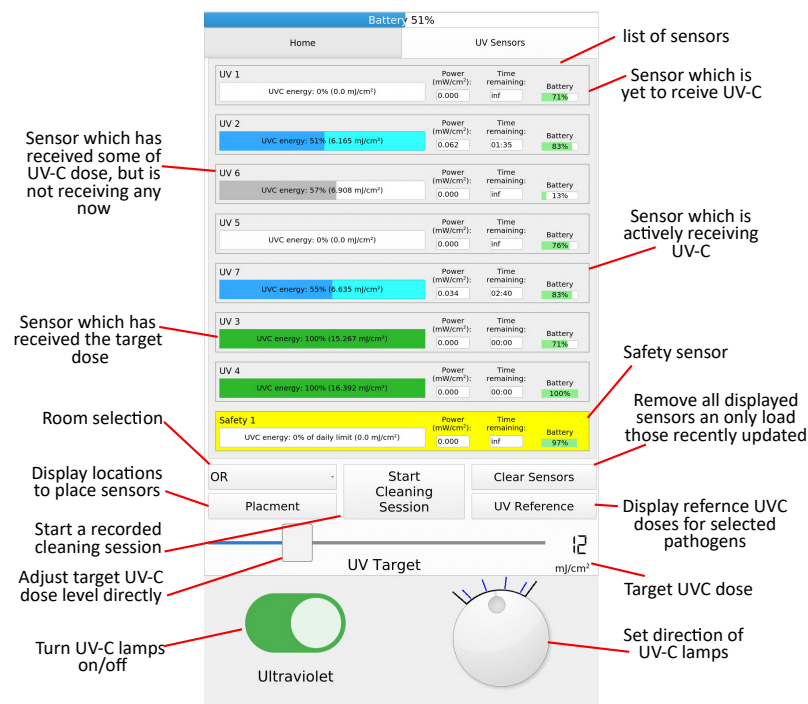 Battery 51%
Home
UV Sensors
list of sensors
UV 1
UVC energy: 0% (0.0 mJ/cm²)
Power
(mW/cm²):
0.000
Time
remaining:
inf
Battery
71%
Sensor which is
yet to rceive UV-C
UV 2
UVC energy: 51% (6.165 mJ/cm²)
Power
(mW/cm²):
0.062
Time
remaining:
01:35
Battery
83%
Sensor which has
received some of
UV-C dose, but is
not receiving any
now
UV 6
UVC energy: 57% (6.908 mJ/cm²)
Power
(mW/cm²):
0.000
Time
remaining:
inf
Battery
13%
UV 5
UVC energy: 0% (0.0 mJ/cm²)
Power
(mW/cm²):
0.000
Time
remaining:
inf
Battery
76%
Sensor which is
actively receiving
UV-C
UV 7
UVC energy: 55% (6.635 mJ/cm²)
Power
(mW/cm²):
0.034
Time
remaining:
02:40
Battery
83%
Sensor which has
received the target
dose
UV 3
UVC energy: 100% (15.267 mJ/cm²)
Power
(mW/cm²):
0.000
Time
remaining:
00:00
Battery
71%
UV 4
UVC energy: 100% (16.392 mJ/cm²)
Power
(mW/cm²):
0.000
Time
remaining:
00:00
Battery
100%
Safety sensor
Safety 1
UVC energy: 0% of daily limit (0.0 mJ/cm²)
Power
(mW/cm²):
0.000
Time
remaining:
inf
Battery
97%
Remove all displayed
sensors an only load
those recently updated
Room selection
OR
Start
Cleaning
Session
Clear Sensors
Display locations
to place sensors
Placment
UV Reference
Display refernce UVC
doses for selected
pathogens
Start a recorded
cleaning session
Adjust target UV-C
dose level directly
UV Target
12
mJ/cm²
Target UVC dose
Turn UV-C lamps
on/off
Ultraviolet
Set direction of
UV-C lamps